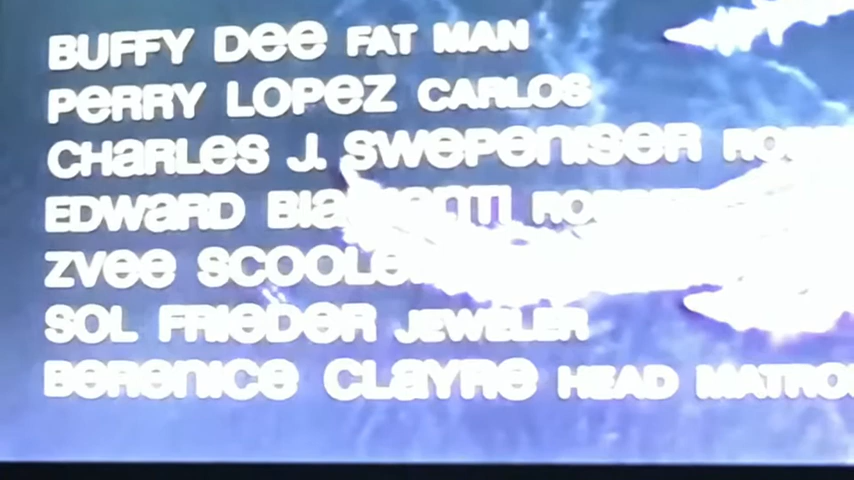 BUFFY Dee FAT MAN
PeRRY LOPeZ CARLOS
CHaRLes J. SWePeNISeR
EDWaRD
ZVee
SOL FRIeDeR JeWeLeR
BeReNICe CLaYRe HEAD